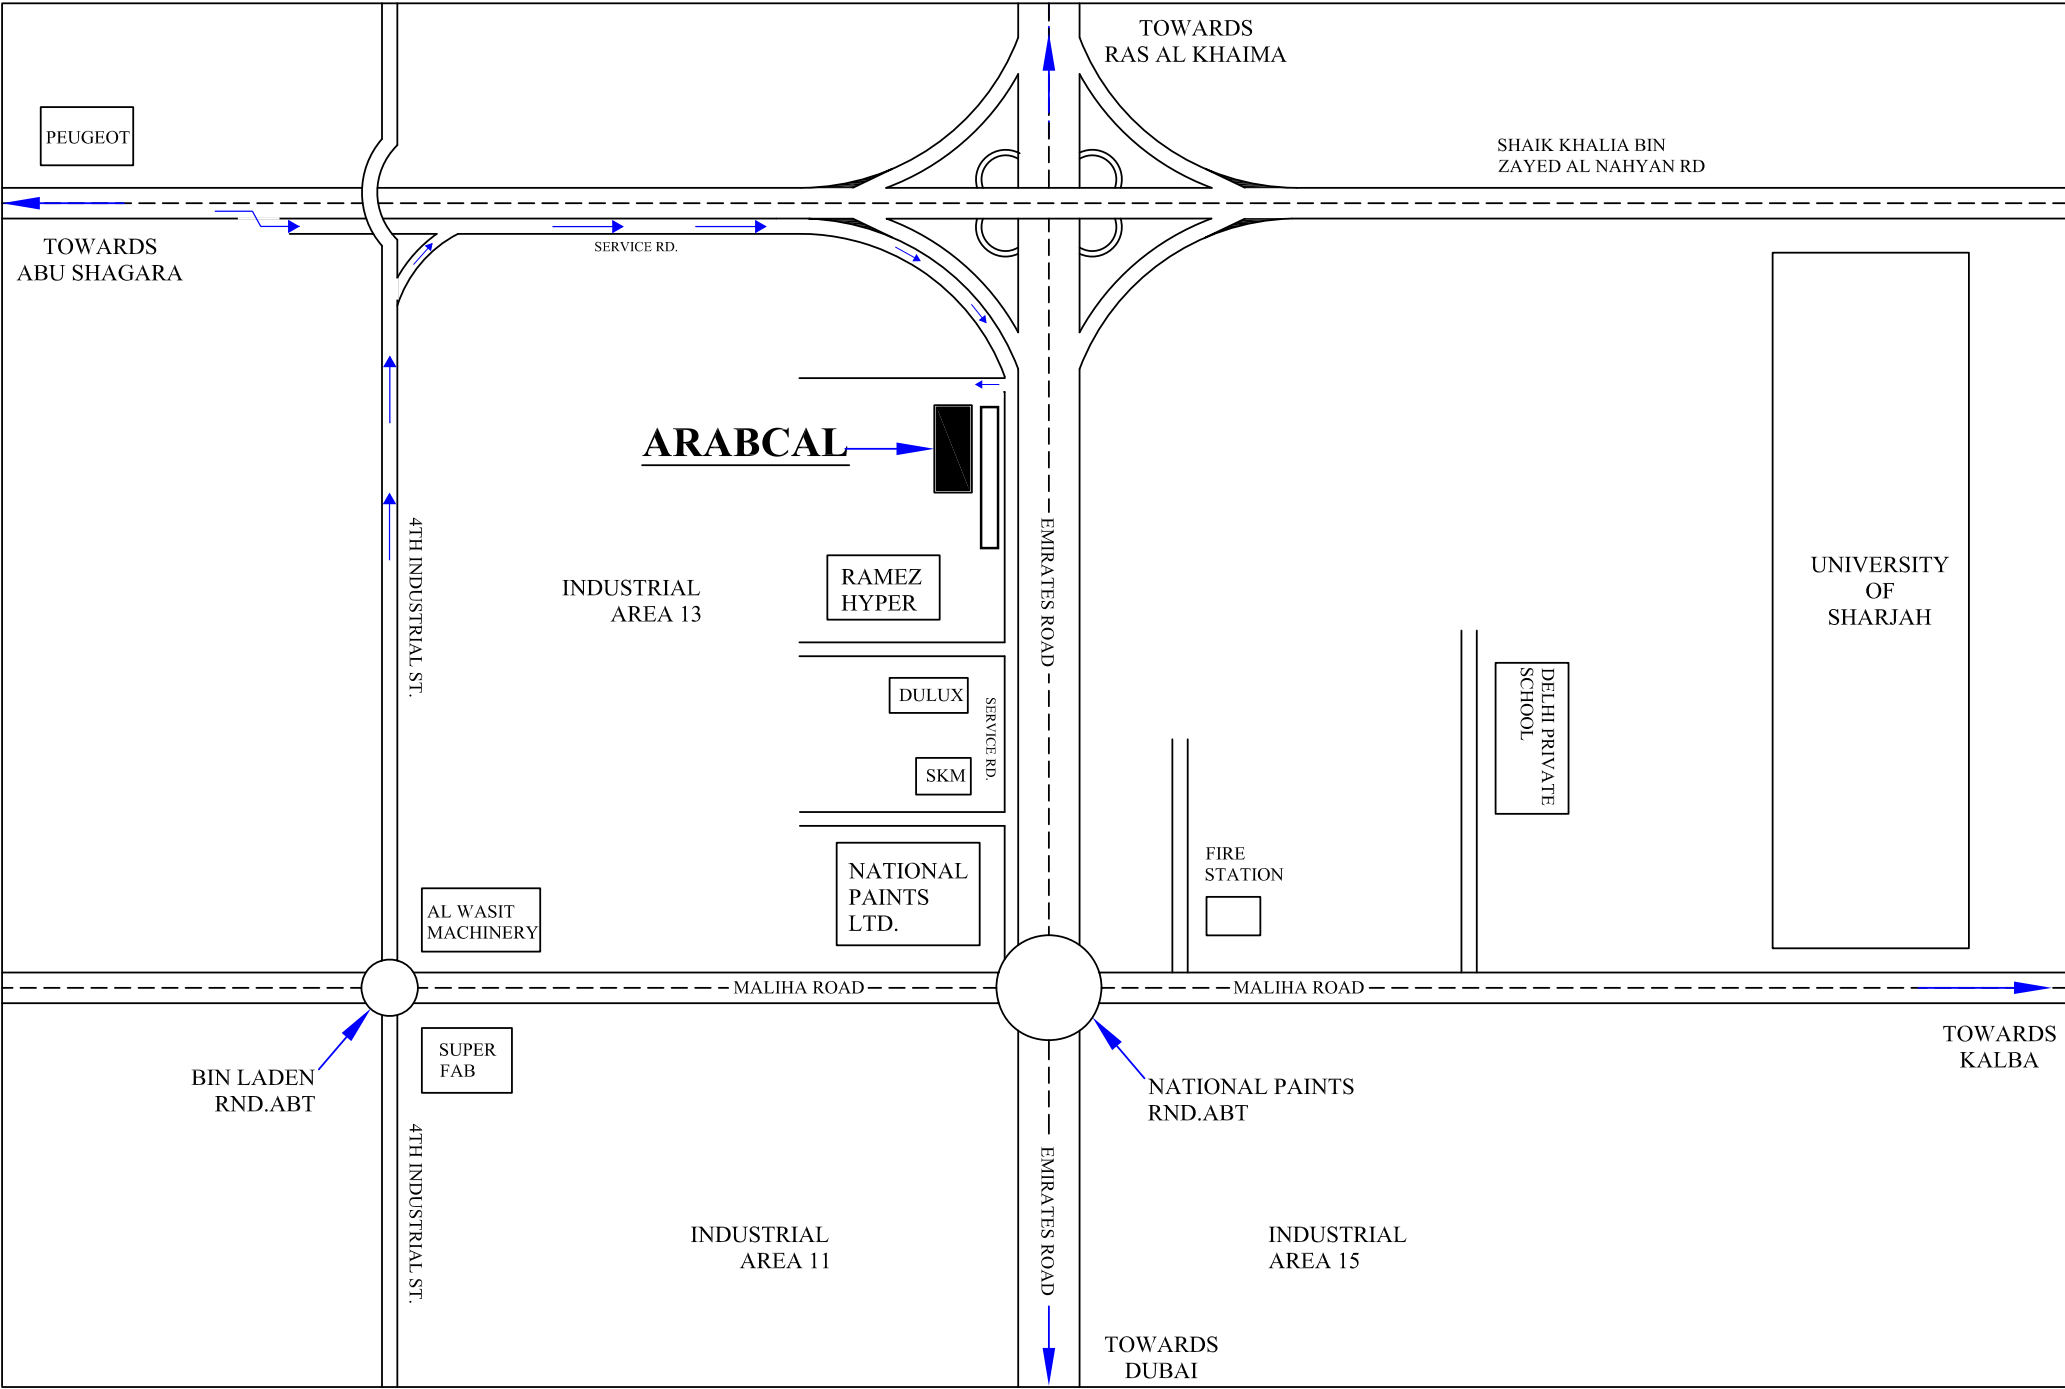 TOWARDS
RAS AL KHAIMA
PEUGEOT
SHAIK KHALIA BIN
ZAYED AL NAHYAN RD
TOWARDS
ABU SHAGARA
SERVICE RD.
ARABCAL
4TH INDUSTRIAL ST.
INDUSTRIAL
AREA 13
RAMEZ
HYPER
EMIRATES ROAD
UNIVERSITY
OF
SHARJAH
DULUX
SERVICE RD.
SKM
DELHI PRIVATE
SCHOOL
NATIONAL
PAINTS
LTD.
FIRE
STATION
AL WASIT
MACHINERY
MALIHA ROAD
MALIHA ROAD
SUPER
FAB
BIN LADEN
RND.ABT
NATIONAL PAINTS
RND.ABT
TOWARDS
KALBA
4TH INDUSTRIAL ST.
EMIRATES ROAD
INDUSTRIAL
AREA 11
INDUSTRIAL
AREA 15
TOWARDS
DUBAI